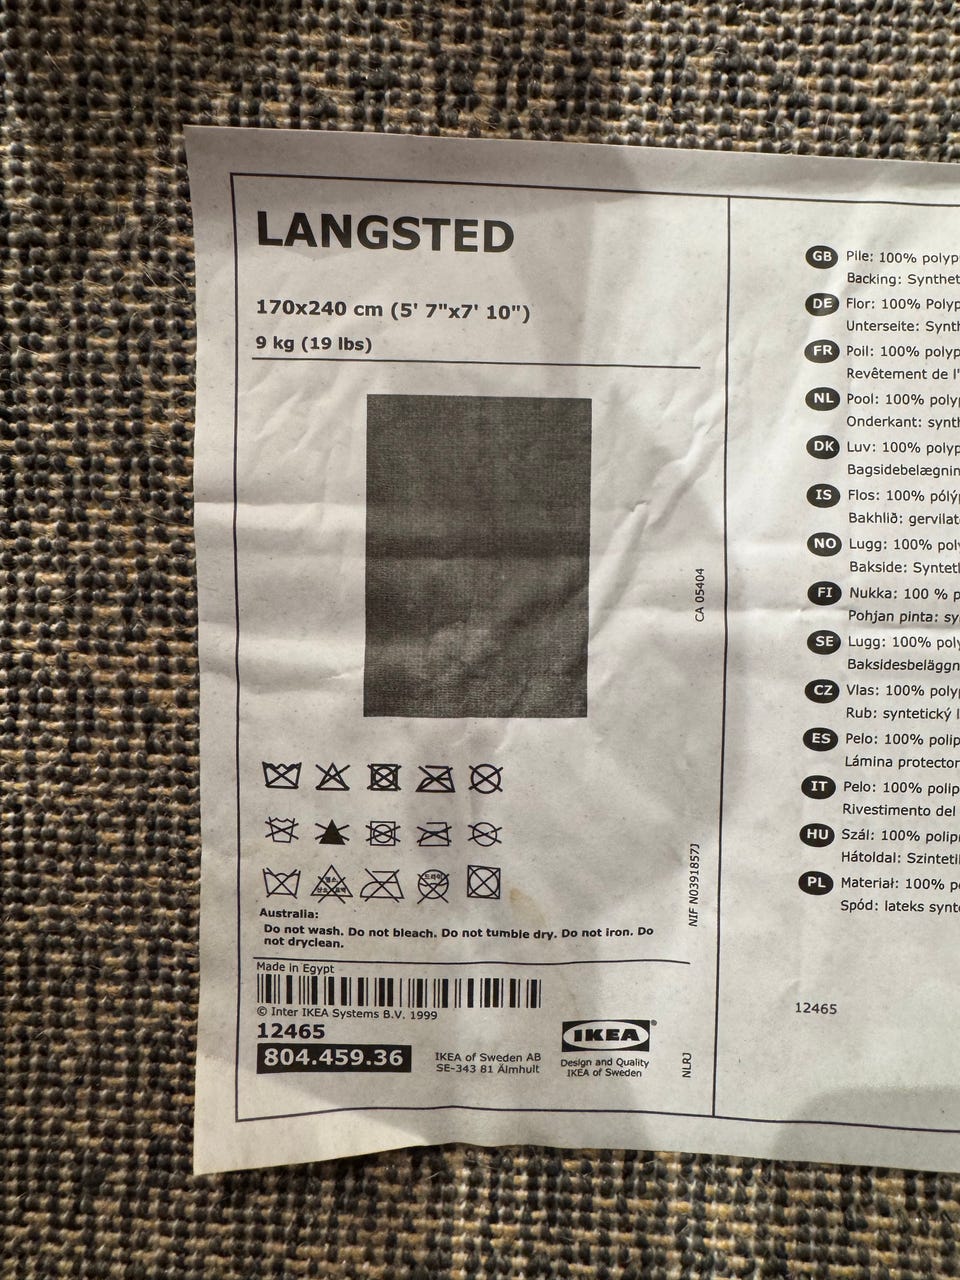 LANGSTED
170x240 cm (5' 7"x7' 10")
9 kg (19 lbs)
CA 05404
NIF N0391857J
Australia:
Do not wash. Do not bleach. Do not tumble dry. Do not iron. Do
not dryclean.
Made in Egypt
© Inter IKEA Systems B.V. 1999
12465
804.459.36
IKEA of Sweden AB
SE-343 81 Älmhult
IKEA®
Design and Quality
IKEA of Sweden
NLRJ
GB Pile: 100% polyp
Backing: Synthet
DE Flor: 100% Polyp
Unterseite: Synth
FR Poil: 100% polyp
Revêtement de l'
NL Pool: 100% polyp
Onderkant: synth
DK Luv: 100% polyp
Bagsidebelægnin
IS Flos: 100% pólýp
Bakhlið: gervilate
NO Lugg: 100% poly
Bakside: Syntetl
FI Nukka: 100 % p
Pohjan pinta: sy
SE Lugg: 100% poly
Baksidesbeläggn
CZ Vlas: 100% polyp
Rub: syntetický l
ES Pelo: 100% polip
Lámina protector
IT Pelo: 100% polip
Rivestimento del
HU Szál: 100% polipr
Hátoldal: Szintetik
PL Materiał: 100% po
Spód: lateks synte
12465